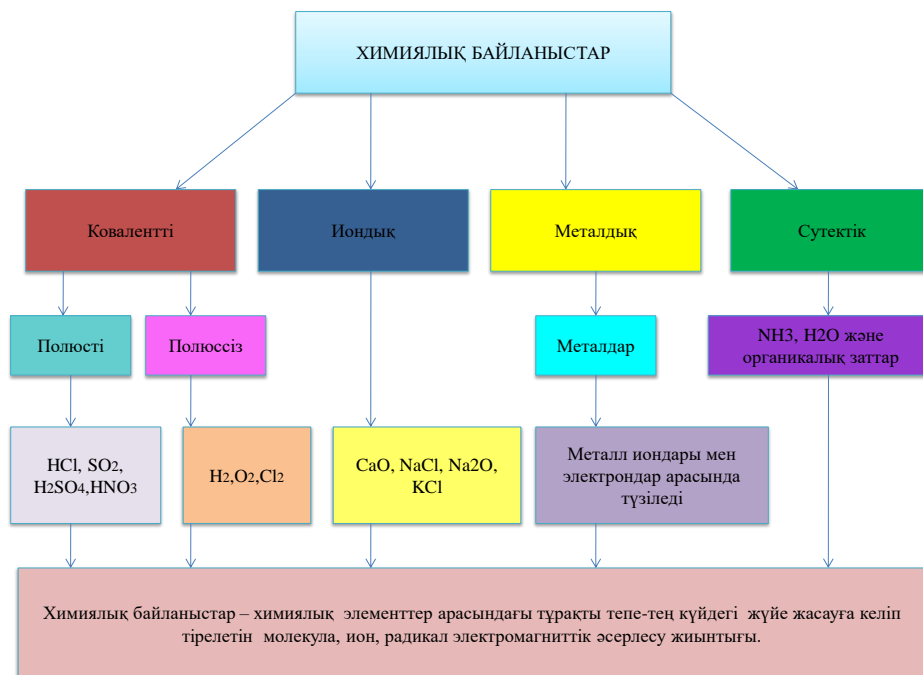 ХИМИЯЛЫҚ БАЙЛАНЫСТАР
Ковалентті
Иондық
Металдық
Сутектік
Полюсті
Полюссіз
Металдар
NH3, H2O және
органикалық заттар
HCl, SO2,
H2SO4,HNO3
H2,O2,Cl2
CaO, NaCl, Na2O,
KCl
Металл иондары мен
электрондар арасында
түзіледі
Химиялық байланыстар – химиялық элементтер арасындағы тұрақты тепе-тең күйдегі жүйе жасауға келіп
тірелетін молекула, ион, радикал электромагниттік әсерлесу жиынтығы.